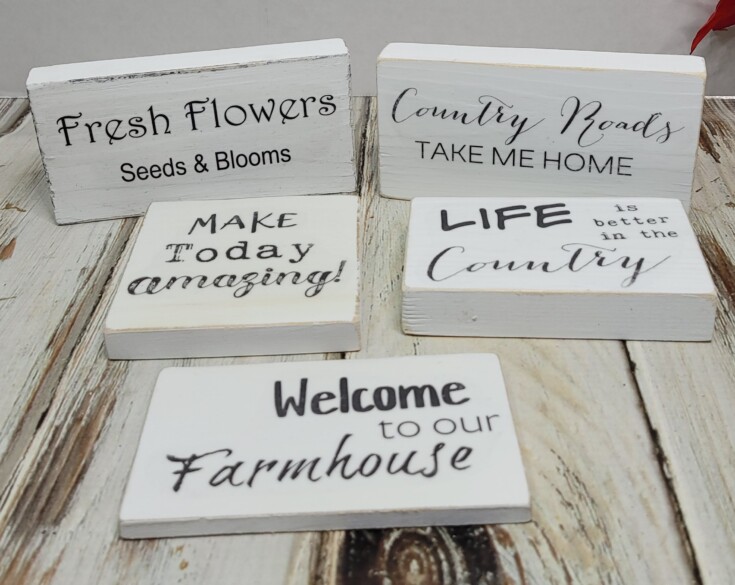 Fresh Flowers
Seeds & Blooms
Country Roads
TAKE ME HOME
MAKE
Today
amazing!
LIFE is
better
in the
Country
Welcome
to our
Farmhouse